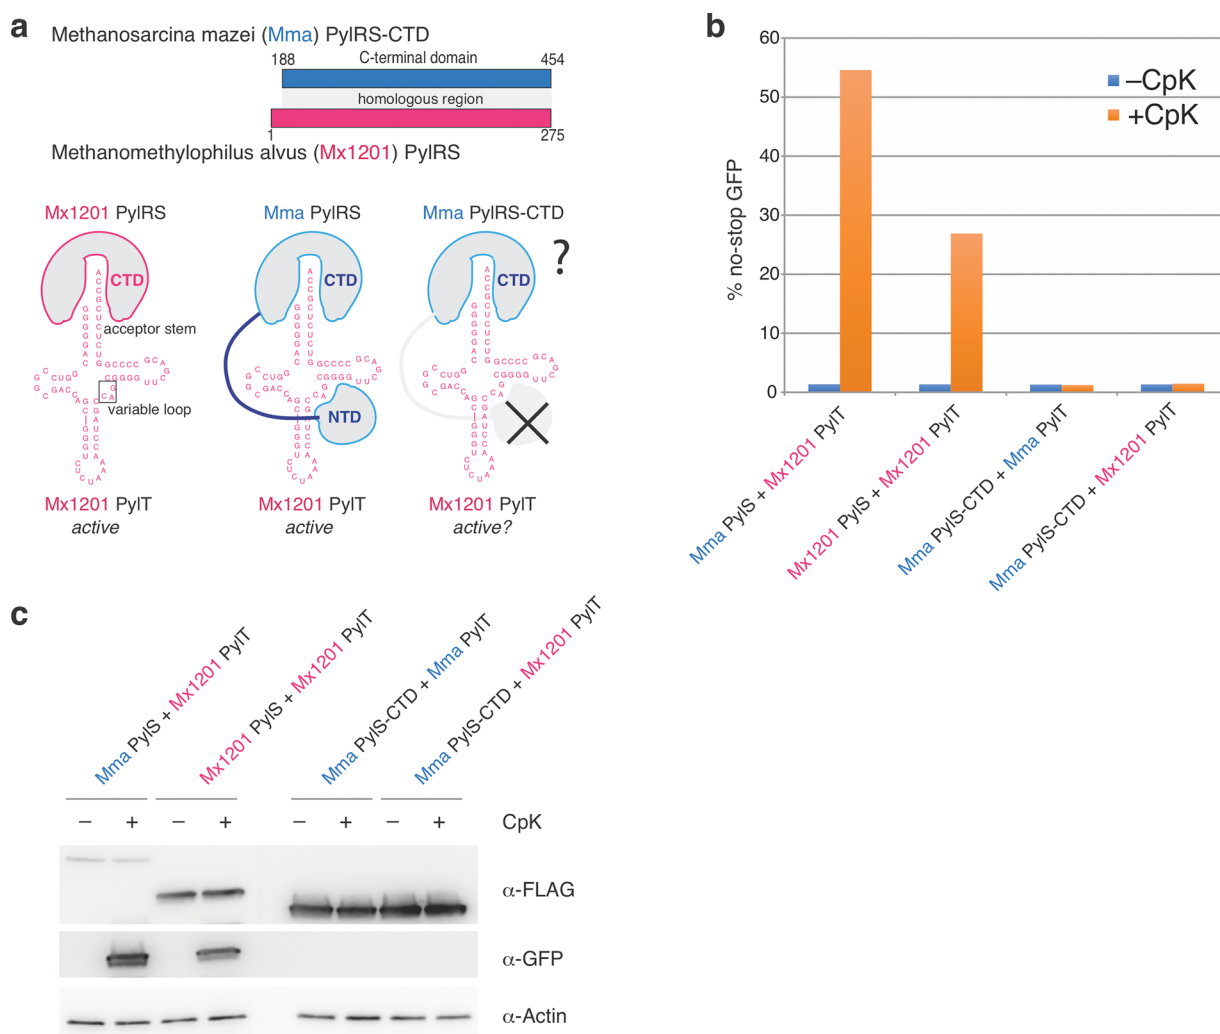 a
Methanosarcina mazei (Mma) PylRS-CTD
188 C-terminal domain 454
homologous region
1 275
Methanomethylophilus alvus (Mx1201) PylRS
Mx1201 PylRS
CTD
acceptor stem
variable loop
Mx1201 PylT
active
Mma PylRS
CTD
NTD
Mx1201 PylT
active
Mma PylRS-CTD
?
CTD
Mx1201 PylT
active?
b
% no-stop GFP
60
50
40
30
20
10
0
–CpK
+CpK
Mma PylS + Mx1201 PylT
Mx1201 PylS + Mx1201 PylT
Mma PylS-CTD + Mma PylT
Mma PylS-CTD + Mx1201 PylT
c
Mma PylS + Mx1201 PylT
Mx1201 PylS + Mx1201 PylT
Mma PylS-CTD + Mma PylT
Mma PylS-CTD + Mx1201 PylT
– + – + – + – + CpK
α-FLAG
α-GFP
α-Actin